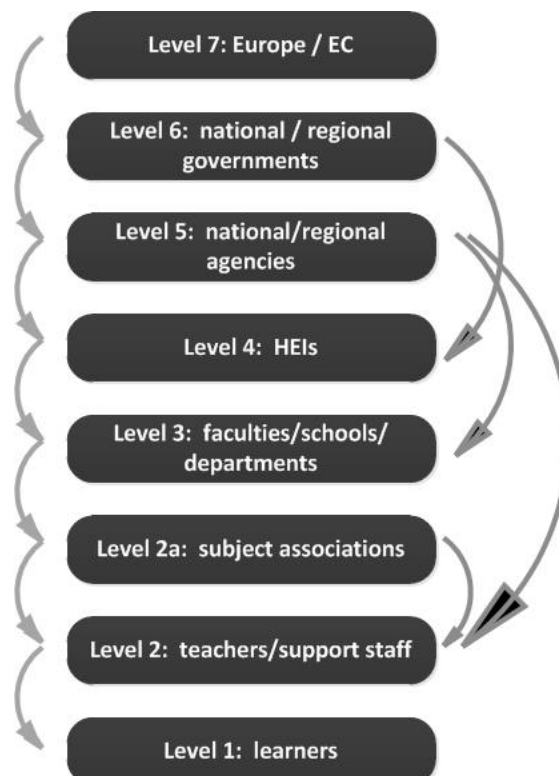 Level 7: Europe / EC
Level 6:  national / regional
governments
Level 5:  national/regional
agencies
Level 4:  HEIs
Level 3:  faculties/schools/
departments
Level 2a:  subject associations
Level 2:  teachers/support staff
Level 1:  learners